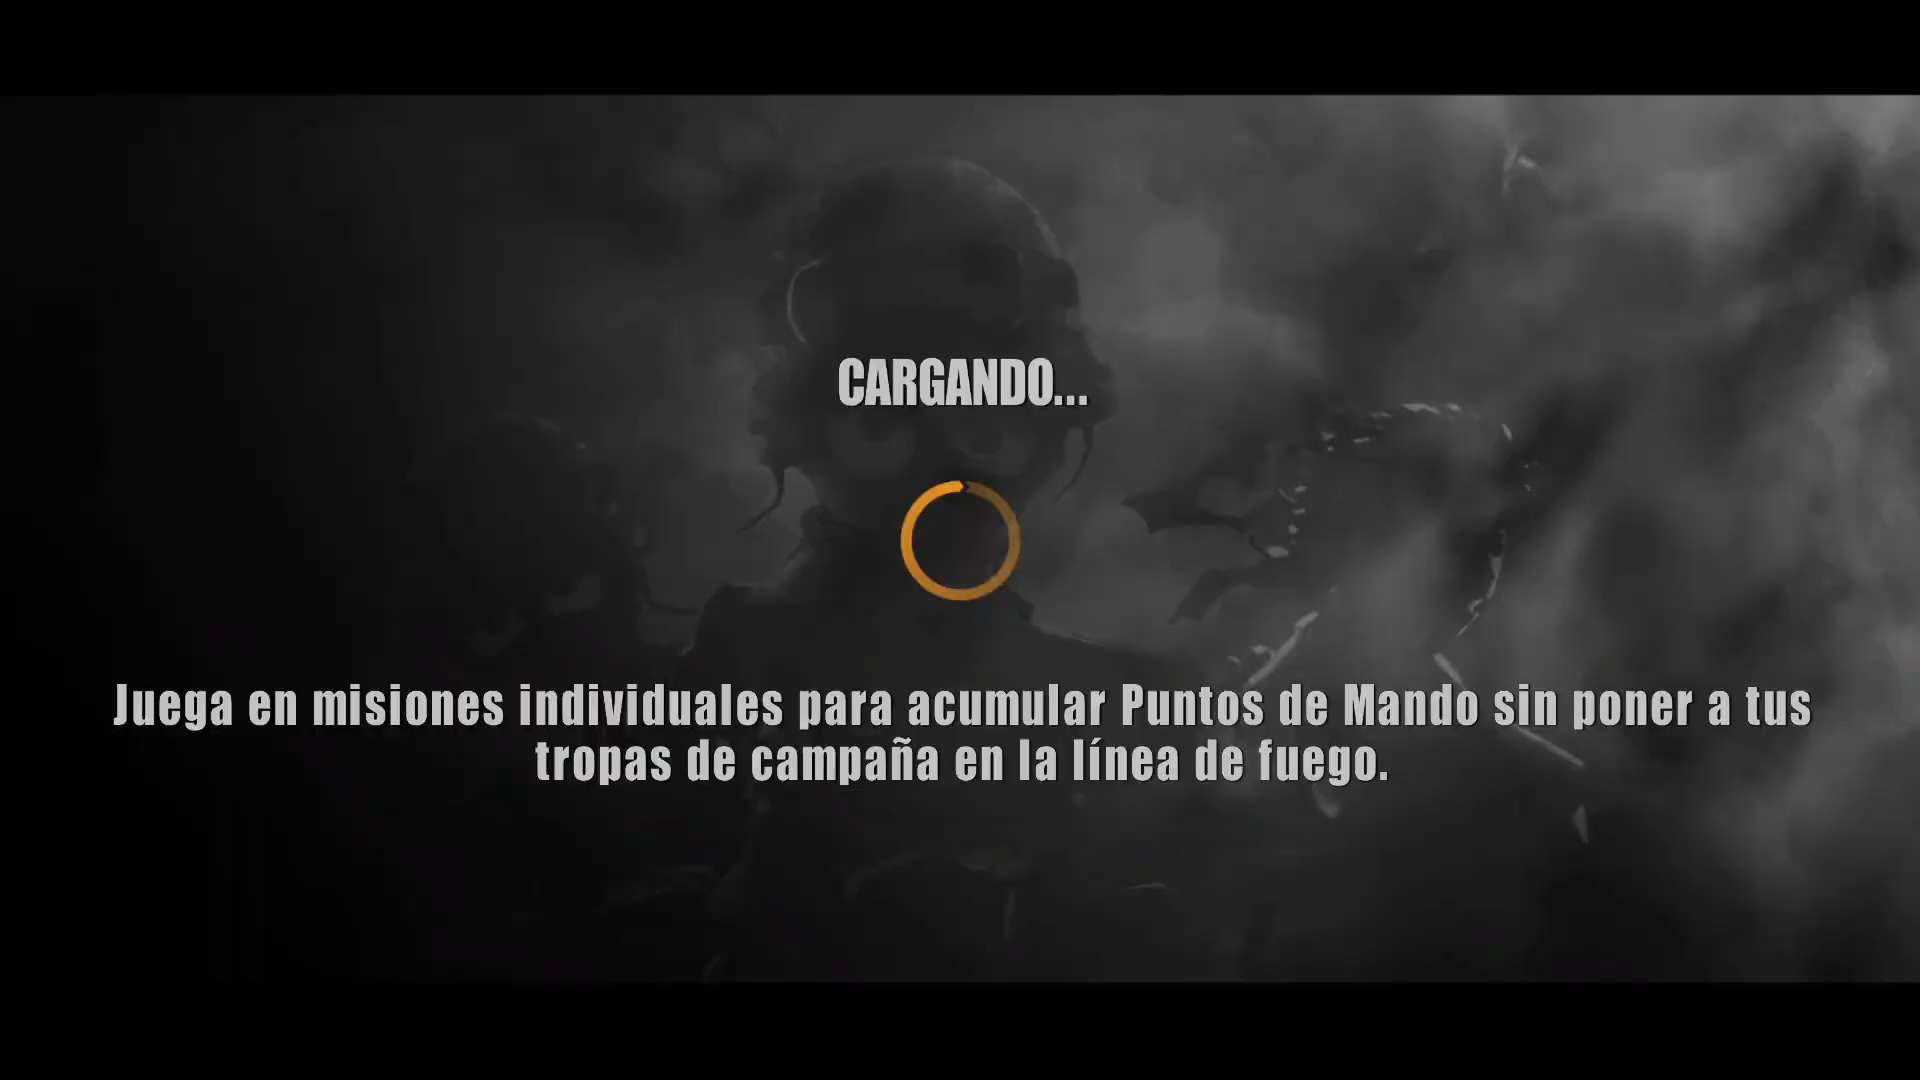 CARGANDO...
Juega en misiones individuales para acumular Puntos de Mando sin poner a tus
tropas de campaña en la línea de fuego.